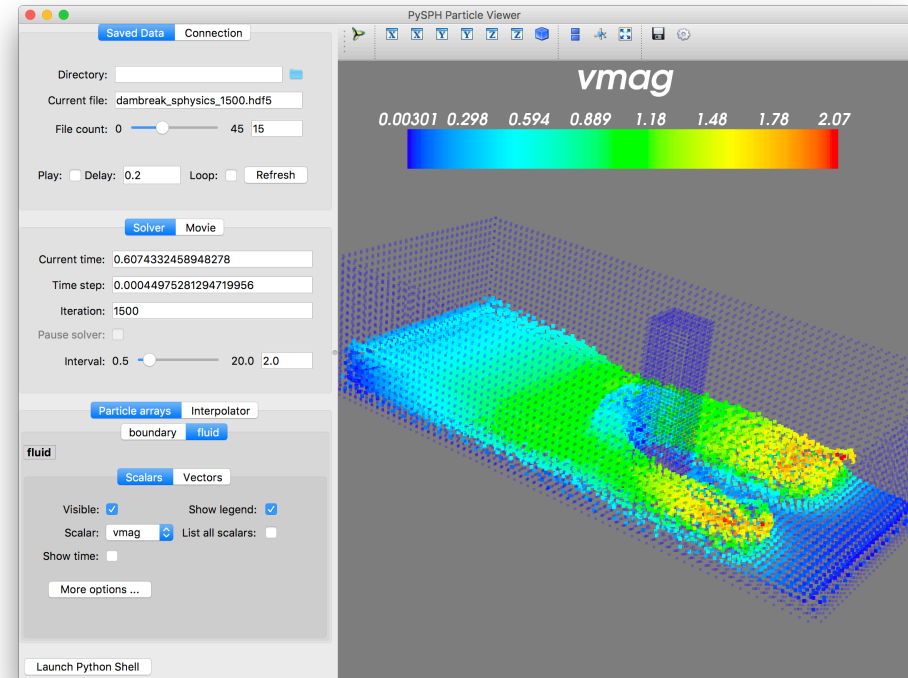 PySPH Particle Viewer
Saved Data Connection
Directory:
Current file: dambreak_sphysics_1500.hdf5
File count: 0 45 15
Play: Delay: 0.2 Loop: Refresh
Solver Movie
Current time: 0.6074332458948278
Time step: 0.00044975281294719956
Iteration: 1500
Pause solver:
Interval: 0.5 20.0 2.0
Particle arrays Interpolator
boundary fluid
fluid
Scalars Vectors
Visible: Show legend:
Scalar: vmag List all scalars:
Show time:
More options ...
Launch Python Shell
X X Y Y Z Z
vmag
0.00301 0.298 0.594 0.889 1.18 1.48 1.78 2.07